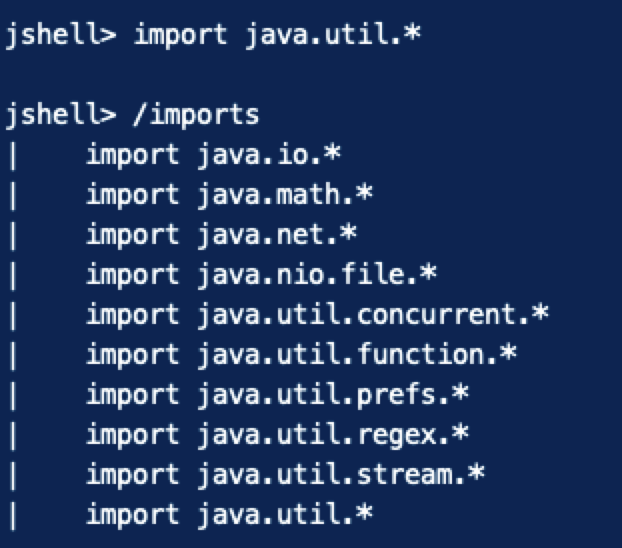 jshell> import java.util.*
jshell> /imports
|    import java.io.*
|    import java.math.*
|    import java.net.*
|    import java.nio.file.*
|    import java.util.concurrent.*
|    import java.util.function.*
|    import java.util.prefs.*
|    import java.util.regex.*
|    import java.util.stream.*
|    import java.util.*